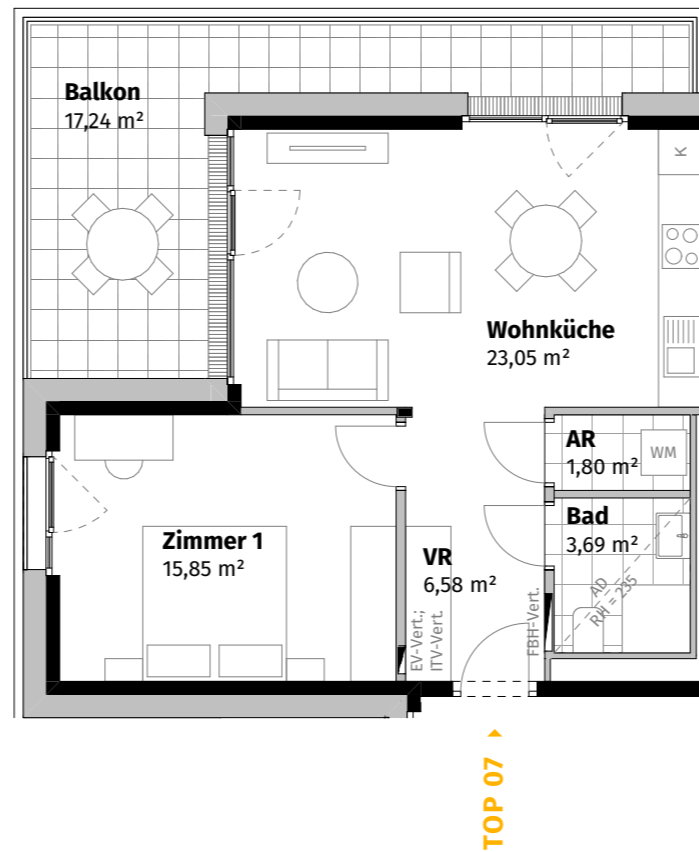 Balkon
17,24 m²
K
Wohnküche
23,05 m²
AR
1,80 m²
WM
Bad
3,69 m²
Zimmer 1
15,85 m²
VR
6,58 m²
AD
RH = 235
EV-Vert.;
ITV-Vert.
FBH-Vert.
TOP 07